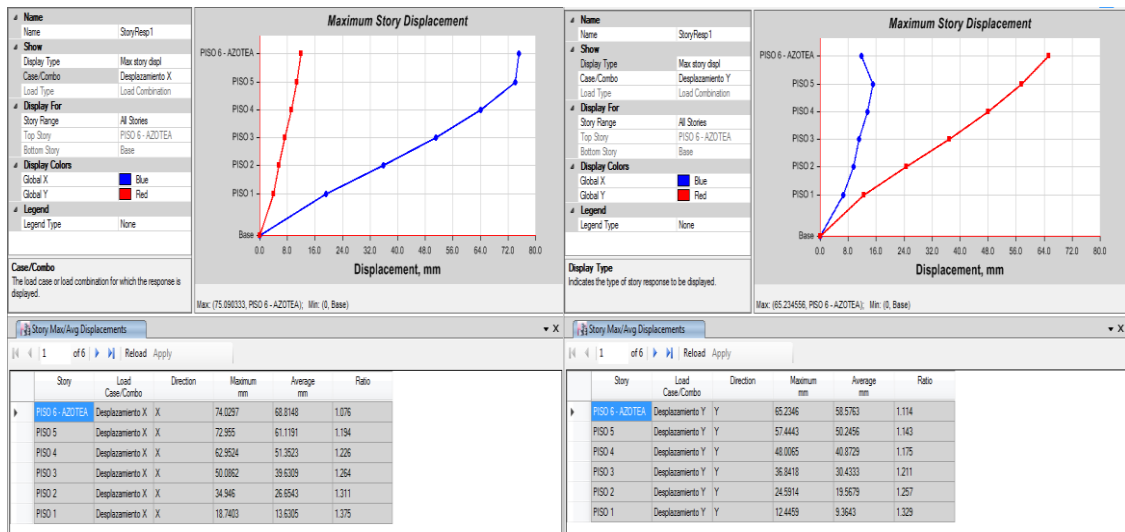 Name
Name StoryResp1
Show
Display Type Max story displ
Case/Combo Desplazamiento X
Load Type Load Combination
Display For
Story Range All Stories
Top Story PISO 6 - AZOTEA
Bottom Story Base
Display Colors
Global X Blue
Global Y Red
Legend
Legend Type None
Case/Combo
The load case or load combination for which the response is
displayed.
Maximum Story Displacement
PISO 6 - AZOTEA
PISO 5
PISO 4
PISO 3
PISO 2
PISO 1
Base
0.0 8.0 16.0 24.0 32.0 40.0 48.0 56.0 64.0 72.0 80.0
Displacement, mm
Max: (75.090333, PISO 6 - AZOTEA); Min: (0, Base)
Name
Name StoryResp1
Show
Display Type Max story displ
Case/Combo Desplazamiento Y
Load Type Load Combination
Display For
Story Range All Stories
Top Story PISO 6 - AZOTEA
Bottom Story Base
Display Colors
Global X Blue
Global Y Red
Legend
Legend Type None
Display Type
Indicates the type of story response to be displayed.
Maximum Story Displacement
PISO 6 - AZOTEA
PISO 5
PISO 4
PISO 3
PISO 2
PISO 1
Base
0.0 8.0 16.0 24.0 32.0 40.0 48.0 56.0 64.0 72.0 80.0
Displacement, mm
Max: (65.234556, PISO 6 - AZOTEA); Min: (0, Base)
Story Max/Avg Displacements
1 of 6 Reload Apply
Story Load Case/Combo Direction Maximum mm Average mm Ratio
PISO 6 - AZOTEA Desplazamiento X X 74.0297 68.8148 1.076
PISO 5 Desplazamiento X X 72.955 61.1191 1.194
PISO 4 Desplazamiento X X 62.9524 51.3523 1.226
PISO 3 Desplazamiento X X 50.0862 39.6309 1.264
PISO 2 Desplazamiento X X 34.946 26.6543 1.311
PISO 1 Desplazamiento X X 18.7403 13.6305 1.375
Story Max/Avg Displacements
1 of 6 Reload Apply
Story Load Case/Combo Direction Maximum mm Average mm Ratio
PISO 6 - AZOTEA Desplazamiento Y Y 65.2346 58.5763 1.114
PISO 5 Desplazamiento Y Y 57.4443 50.2456 1.143
PISO 4 Desplazamiento Y Y 48.0065 40.8729 1.175
PISO 3 Desplazamiento Y Y 36.8418 30.4333 1.211
PISO 2 Desplazamiento Y Y 24.5914 19.5679 1.257
PISO 1 Desplazamiento Y Y 12.4459 9.3643 1.329